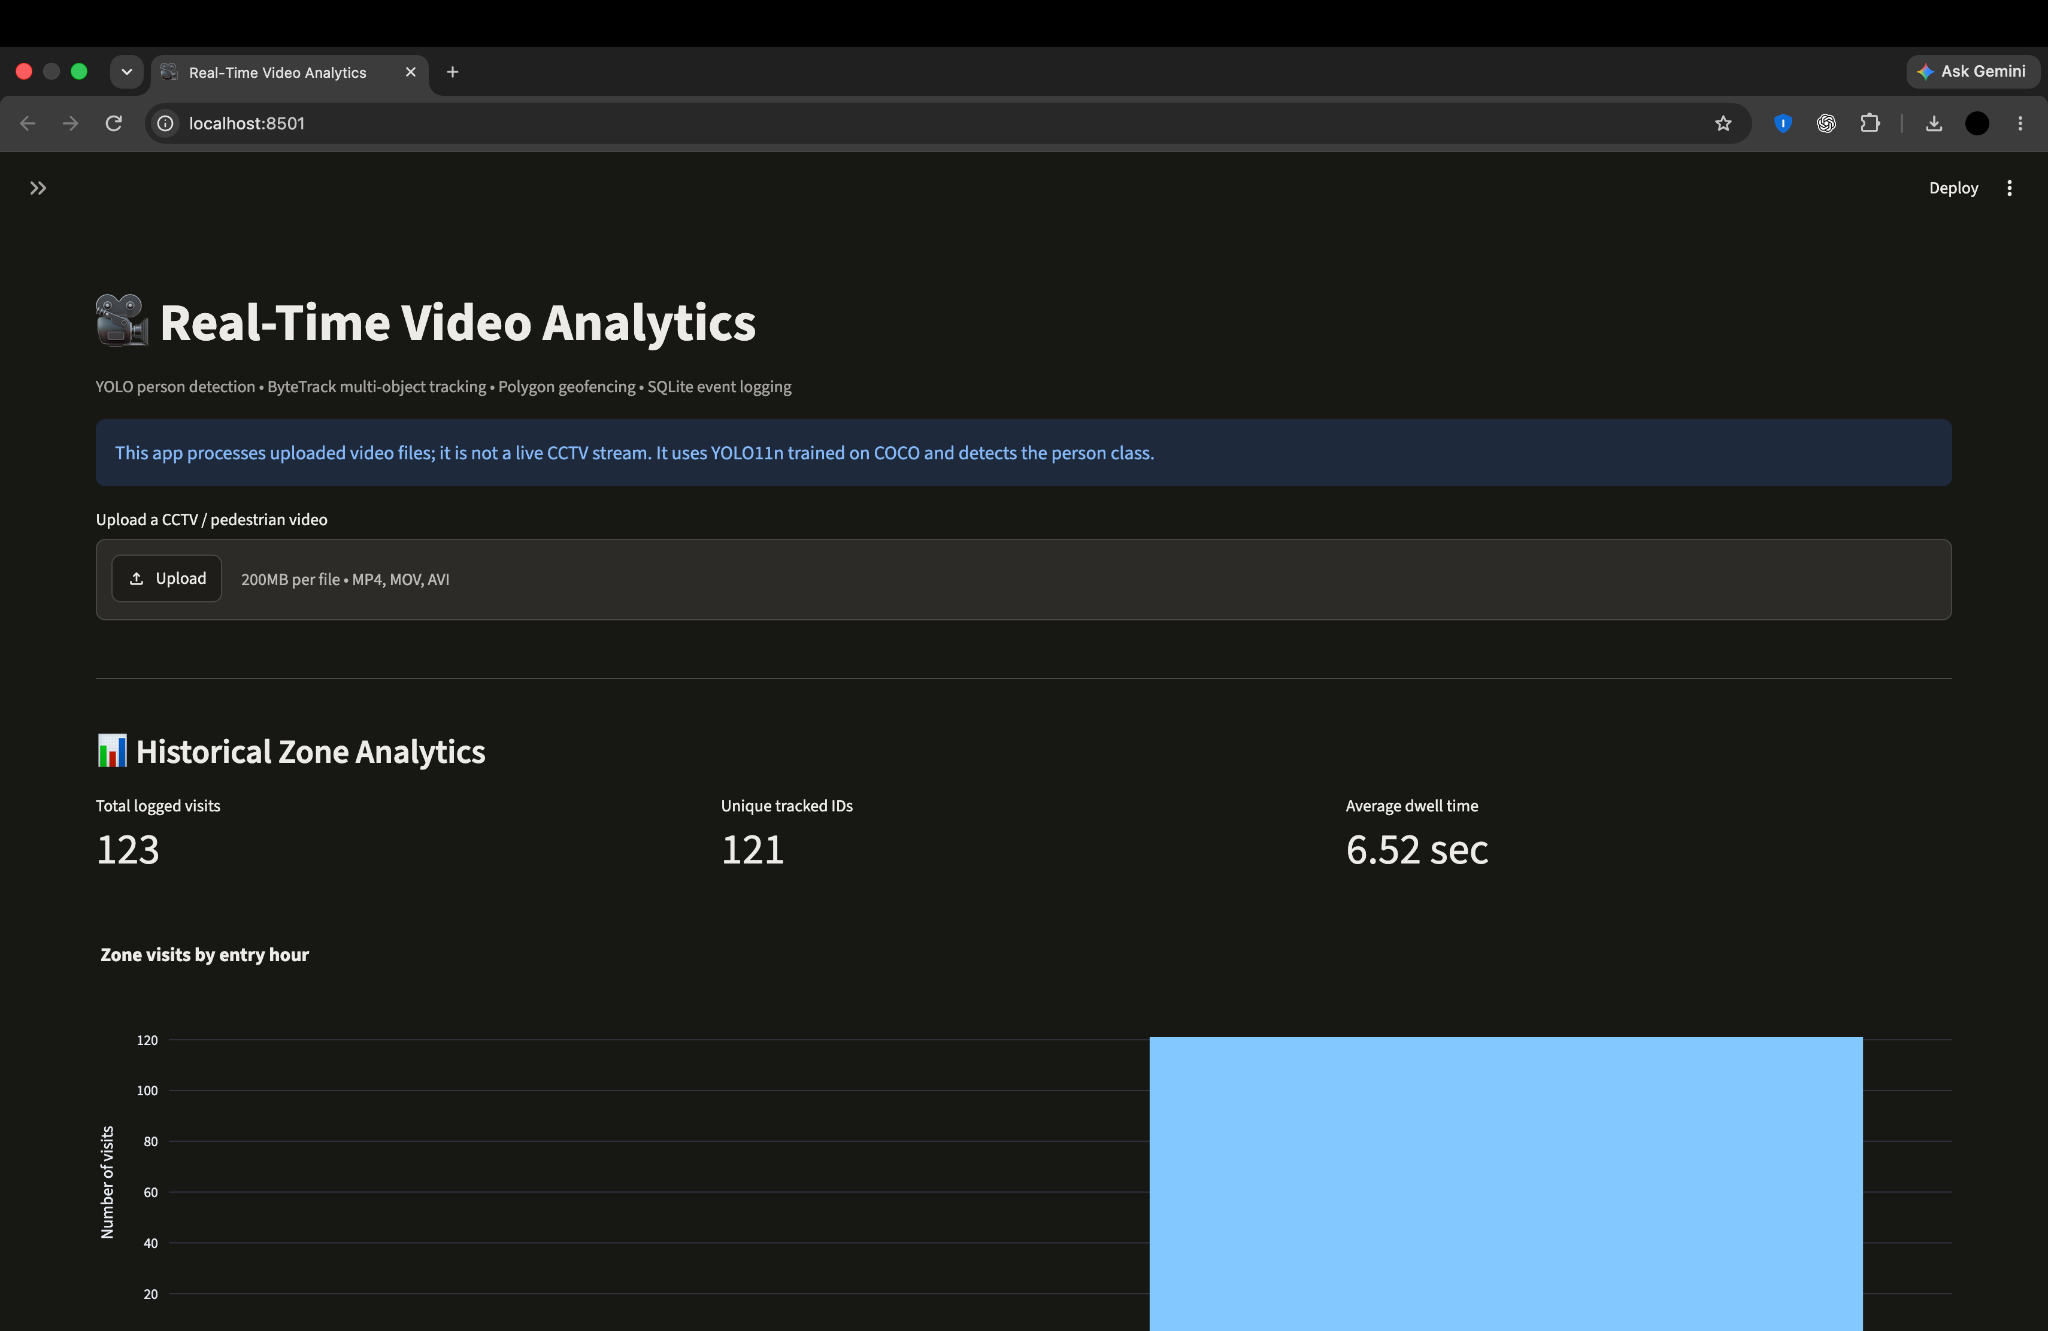 Real-Time Video Analytics
Ask Gemini
localhost:8501
Deploy
Real-Time Video Analytics
YOLO person detection • ByteTrack multi-object tracking • Polygon geofencing • SQLite event logging
This app processes uploaded video files; it is not a live CCTV stream. It uses YOLO11n trained on COCO and detects the person class.
Upload a CCTV / pedestrian video
Upload 200MB per file • MP4, MOV, AVI
Historical Zone Analytics
Total logged visits Unique tracked IDs Average dwell time
123 121 6.52 sec
Zone visits by entry hour
120
100
80
60
40
20
Number of visits